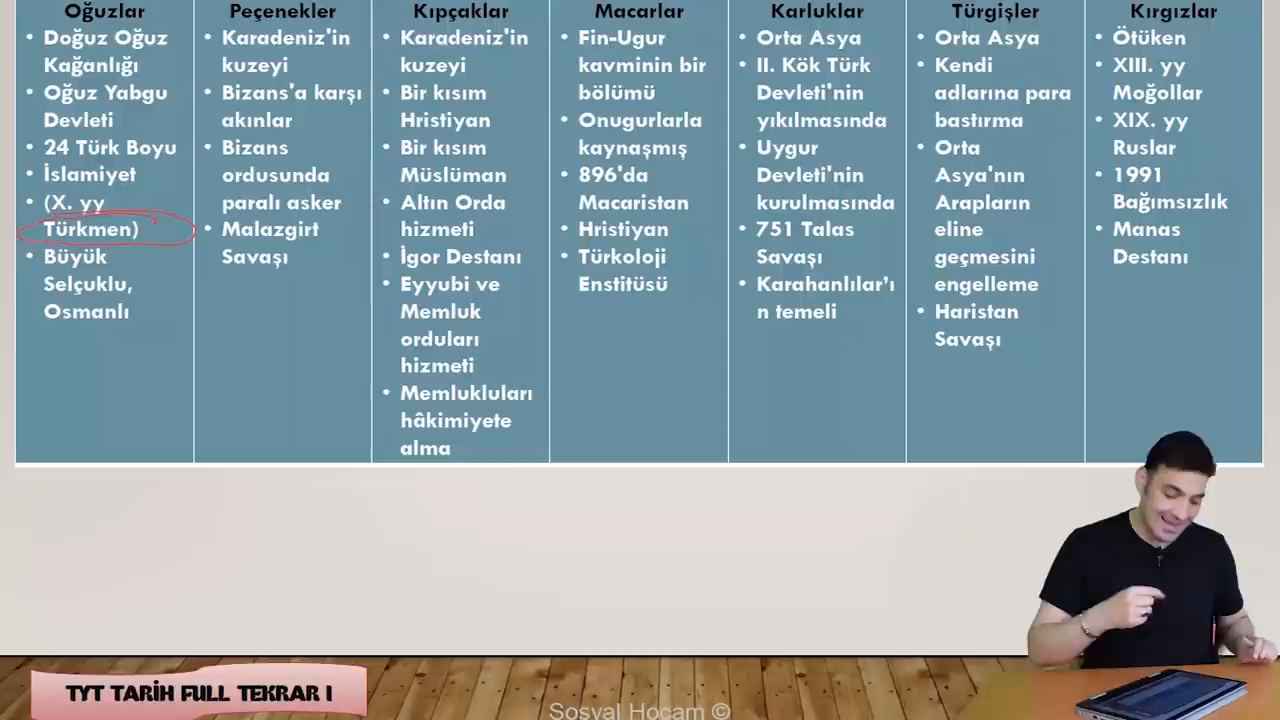 Oğuzlar
• Doğuz Oğuz
Kağanlığı
• Oğuz Yabgu
Devleti
• 24 Türk Boyu
• İslamiyet
• (X. yy
Türkmen)
• Büyük
Selçuklu,
Osmanlı
Peçenekler
• Karadeniz'in
kuzeyi
• Bizans'a karşı
akınlar
• Bizans
ordusunda
paralı asker
• Malazgirt
Savaşı
Kıpçaklar
• Karadeniz'in
kuzeyi
• Bir kısım
Hristiyan
• Bir kısım
Müslüman
• Altın Orda
hizmeti
• İgor Destanı
• Eyyubi ve
Memluk
orduları
hizmeti
• Memlukluları
hâkimiyete
alma
Macarlar
• Fin-Ugur
kavminin bir
bölümü
• Onugurlarla
kaynaşmış
• 896'da
Macaristan
• Hristiyan
• Türkoloji
Enstitüsü
Karluklar
• Orta Asya
• II. Kök Türk
Devleti'nin
yıkılmasında
• Uygur
Devleti'nin
kurulmasında
• 751 Talas
Savaşı
• Karahanlılar’ı
n temeli
Türgişler
• Orta Asya
• Kendi
adlarına para
bastırma
• Orta
Asya'nın
Arapların
eline
geçmesini
engelleme
• Haristan
Savaşı
Kırgızlar
• Ötüken
• XIII. yy
Moğollar
• XIX. yy
Ruslar
• 1991
Bağımsızlık
• Manas
Destanı
TYT TARİH FULL TEKRAR I
Sosyal Hocam ©